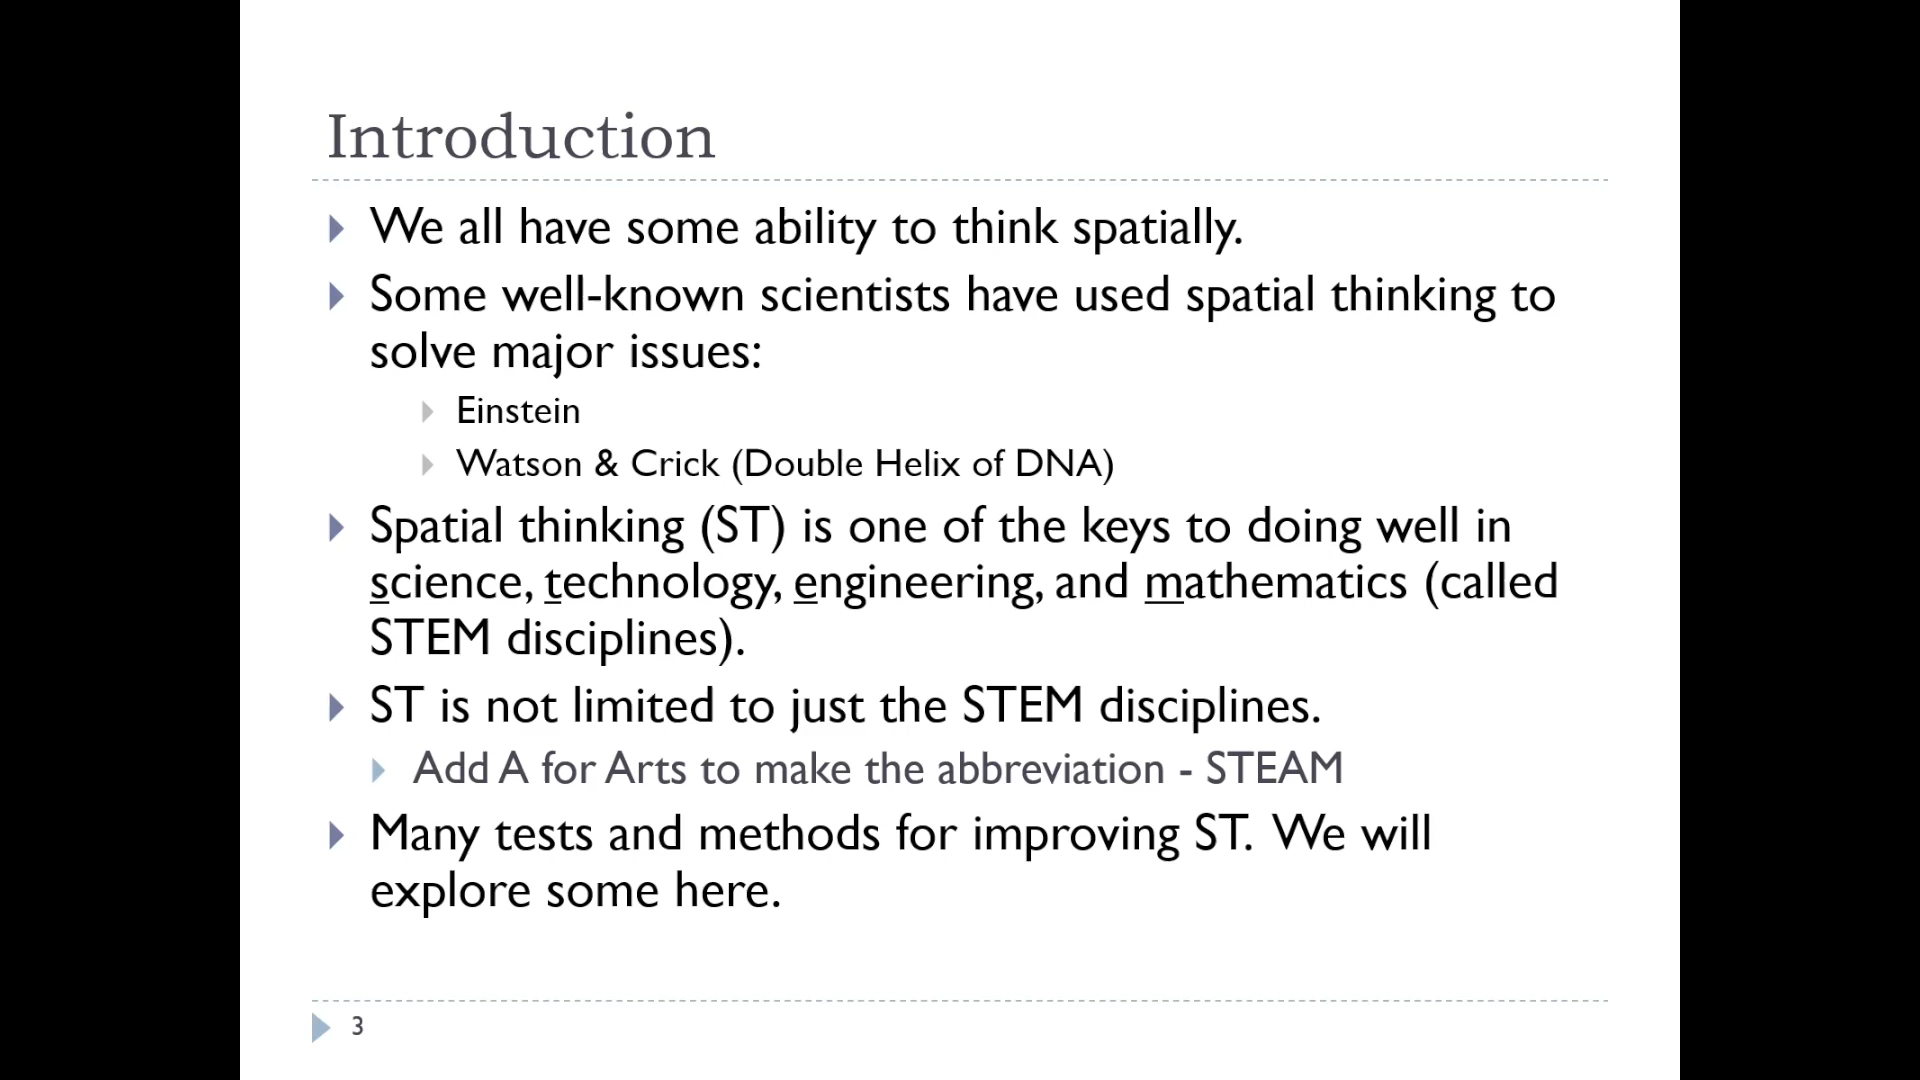 Introduction
We all have some ability to think spatially.
Some well-known scientists have used spatial thinking to
solve major issues:
Einstein
Watson & Crick (Double Helix of DNA)
Spatial thinking (ST) is one of the keys to doing well in
science, technology, engineering, and mathematics (called
STEM disciplines).
ST is not limited to just the STEM disciplines.
Add A for Arts to make the abbreviation - STEAM
Many tests and methods for improving ST. We will
explore some here.
3